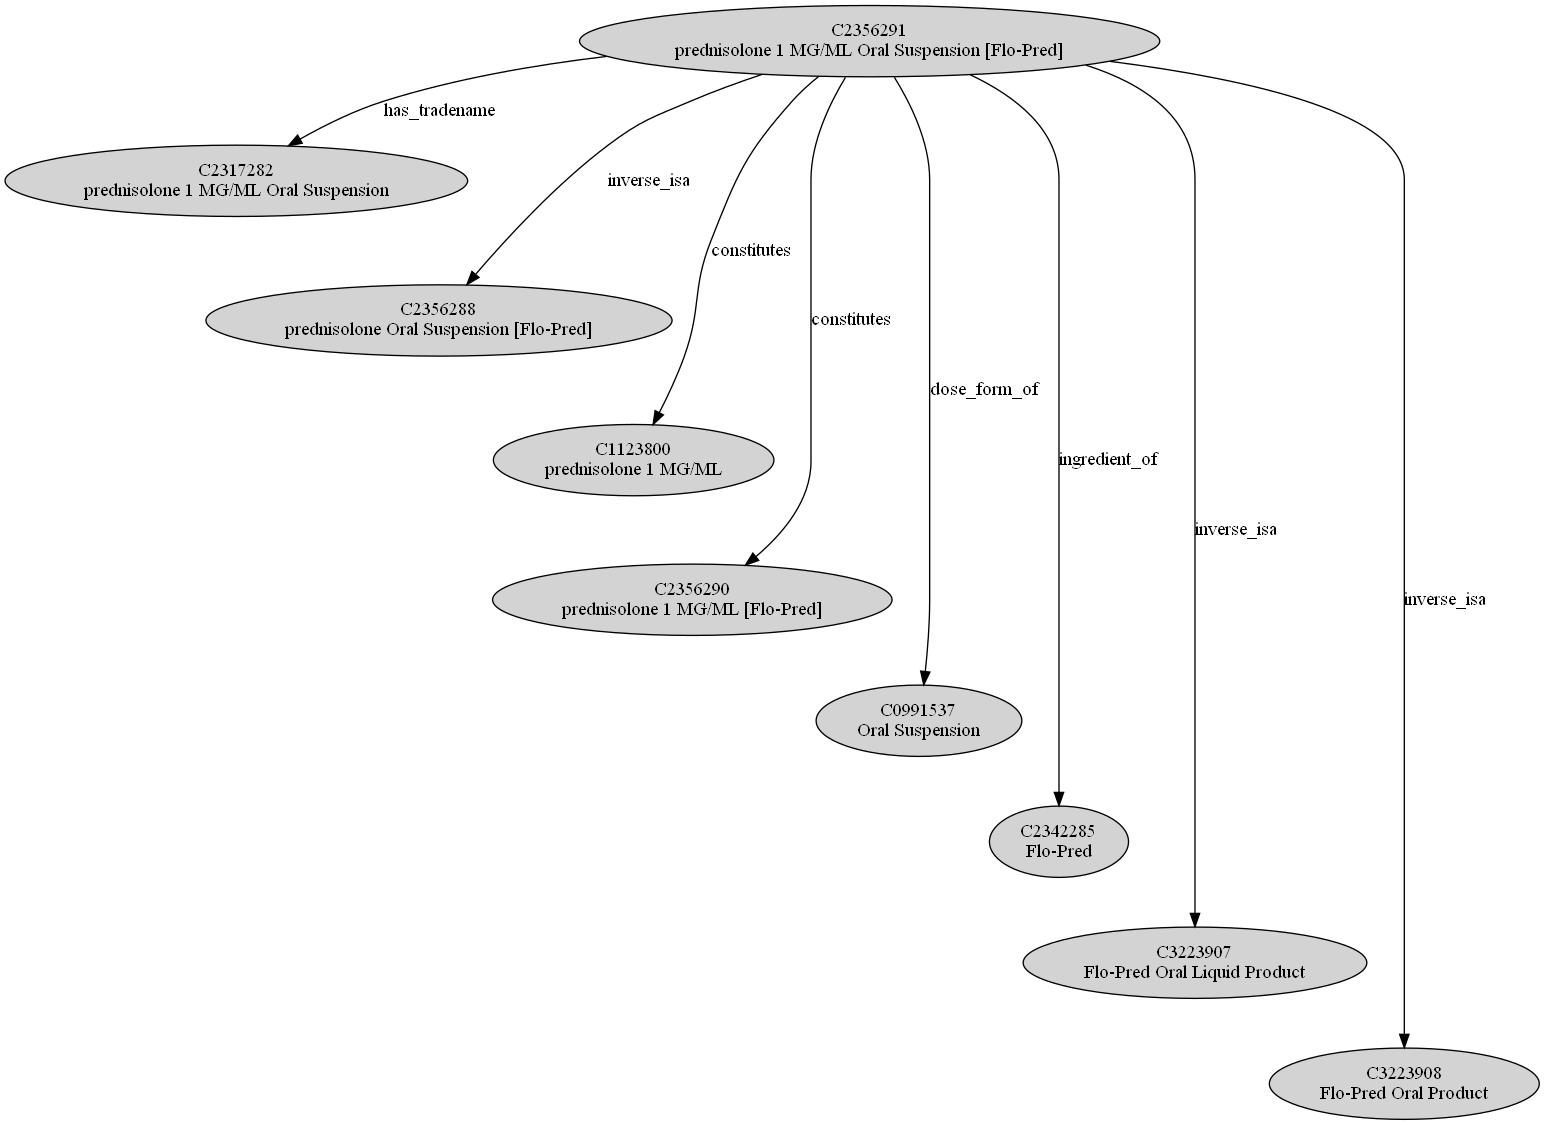 C2356291
prednisolone 1 MG/ML Oral Suspension [Flo-Pred]
has_tradename
C2317282
prednisolone 1 MG/ML Oral Suspension
inverse_isa
constitutes
C2356288
prednisolone Oral Suspension [Flo-Pred]
constitutes
dose_form_of
C1123800
prednisolone 1 MG/ML
ingredient_of
inverse_isa
C2356290
prednisolone 1 MG/ML [Flo-Pred]
inverse_isa
C0991537
Oral Suspension
C2342285
Flo-Pred
C3223907
Flo-Pred Oral Liquid Product
C3223908
Flo-Pred Oral Product